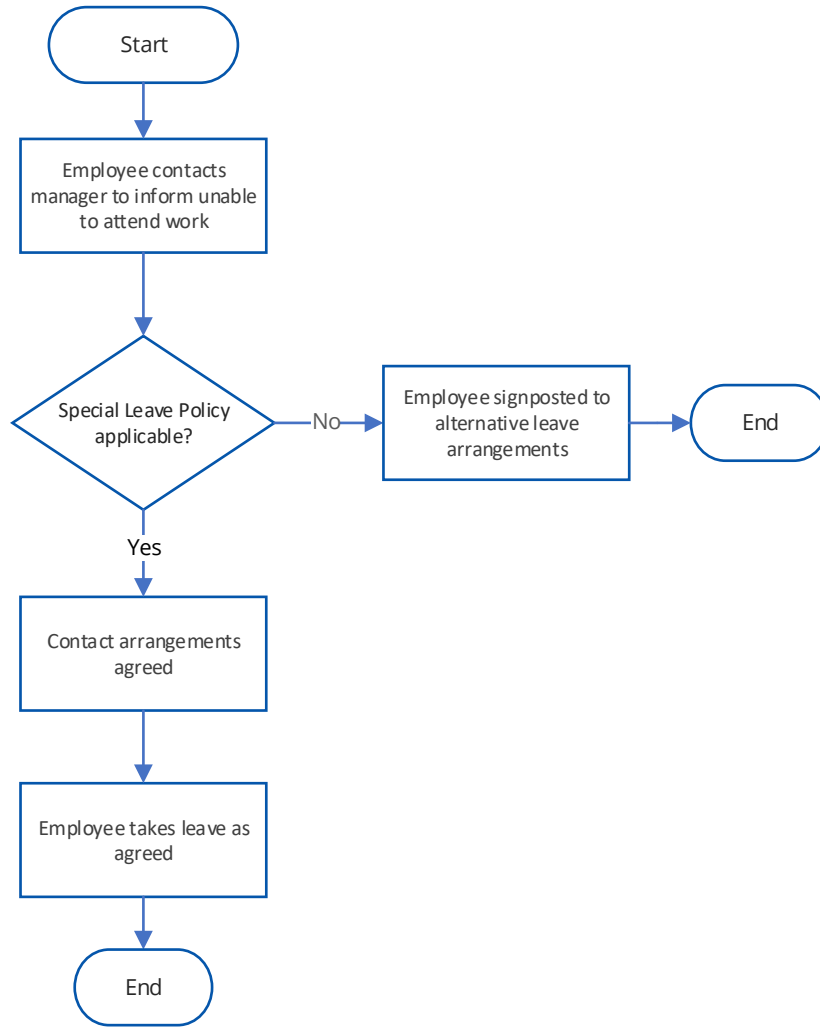 Start
Employee contacts
manager to inform unable
to attend work
Special Leave Policy
applicable?
No
Employee signposted to
alternative leave
arrangements
End
Yes
Contact arrangements
agreed
Employee takes leave as
agreed
End